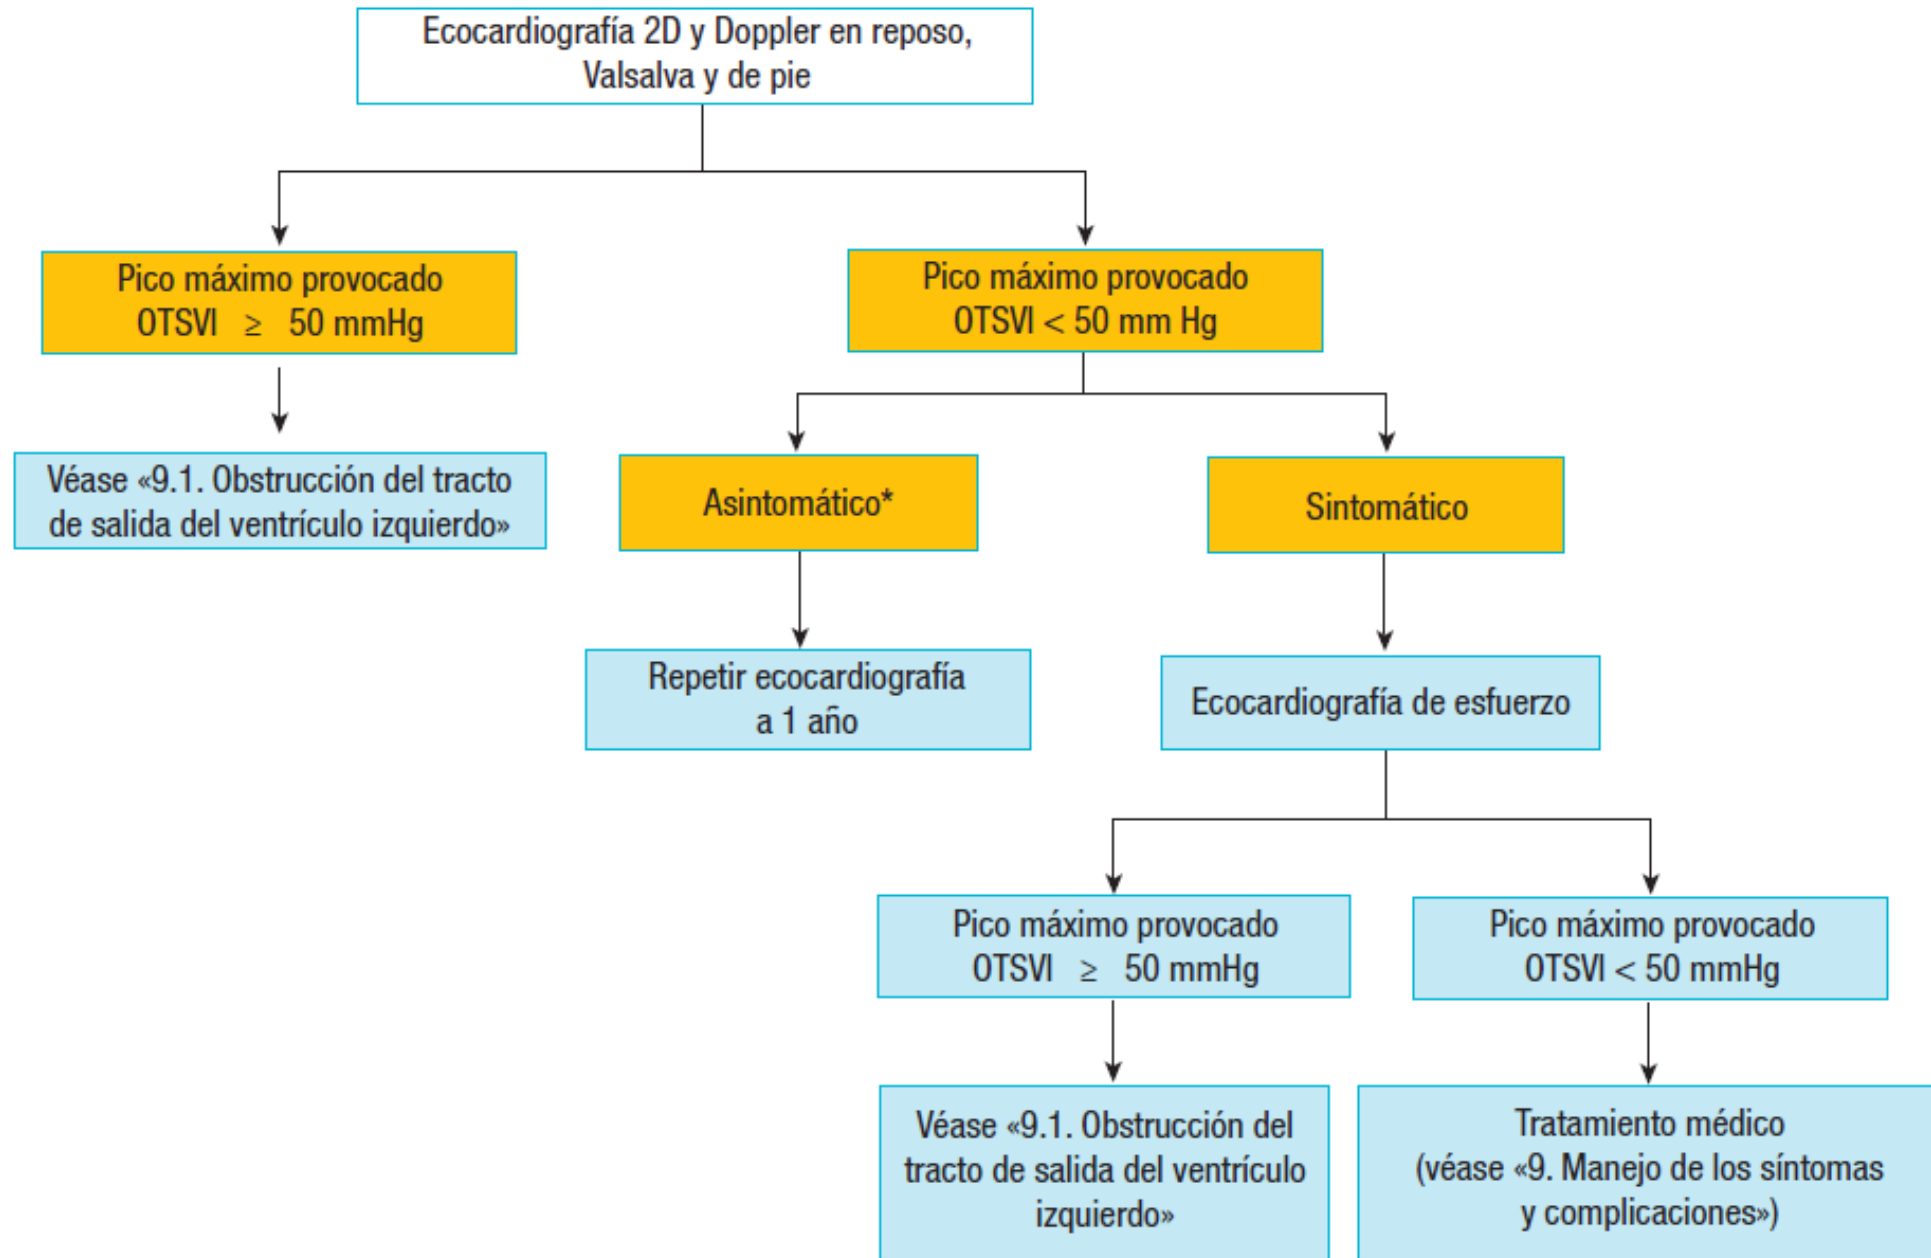 Ecocardiografía 2D y Doppler en reposo,
Valsalva y de pie
Pico máximo provocado
OTSVI ≥ 50 mmHg
Pico máximo provocado
OTSVI < 50 mm Hg
Véase «9.1. Obstrucción del tracto
de salida del ventrículo izquierdo»
Asintomático*
Sintomático
Repetir ecocardiografía
a 1 año
Ecocardiografía de esfuerzo
Pico máximo provocado
OTSVI ≥ 50 mmHg
Pico máximo provocado
OTSVI < 50 mmHg
Véase «9.1. Obstrucción del
tracto de salida del ventrículo
izquierdo»
Tratamiento médico
(véase «9. Manejo de los síntomas
y complicaciones»)